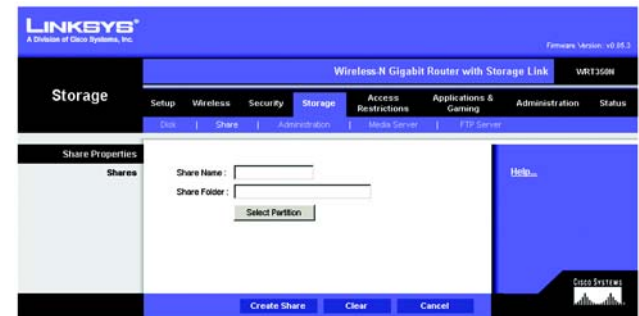 LINKSYS®
A Division of Cisco Systems, Inc.
Firmware Version: v0.95.3
Wireless-N Gigabit Router with Storage Link WRT350N
Storage
Setup Wireless Security Storage Access Restrictions Applications & Gaming Administration Status
Disk | Share | Administration | Media Server | FTP Server
Share Properties
Shares
Share Name :
Share Folder :
Select Partition
Help...
CISCO SYSTEMS
Create Share Clear Cancel